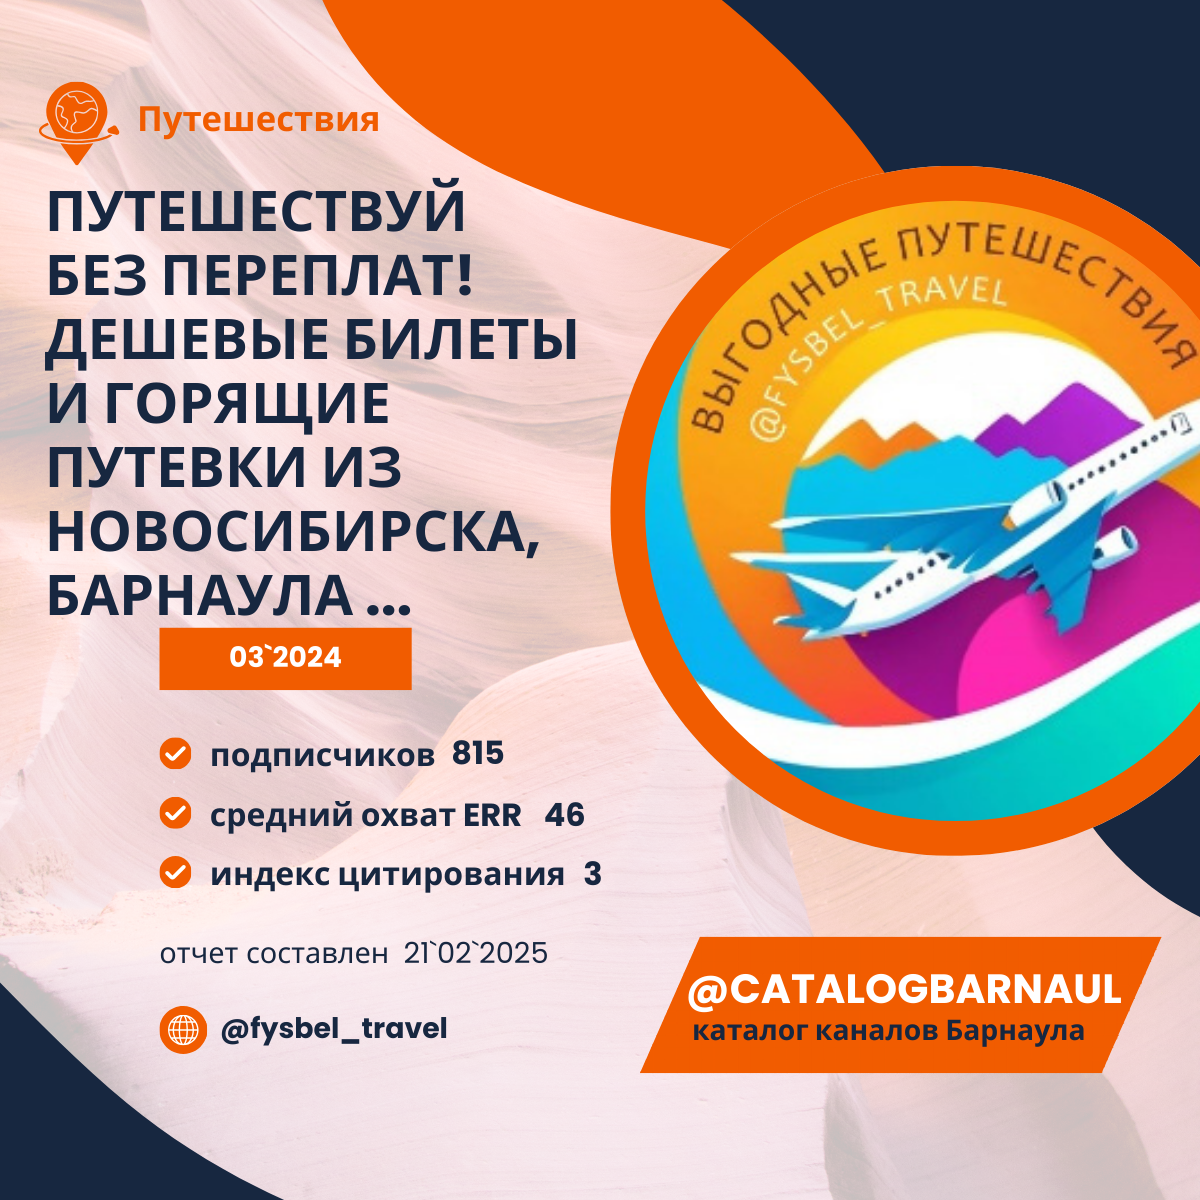 Путешествия
ПУТЕШЕСТВУЙ
БЕЗ ПЕРЕПЛАТ!
ДЕШЕВЫЕ БИЛЕТЫ
И ГОРЯЩИЕ
ПУТЕВКИ ИЗ
НОВОСИБИРСКА,
БАРНАУЛА ...
03`2024
ВЫГОДНЫЕ ПУТЕШЕСТВИЯ
@FYSBEL_TRAVEL
подписчиков 815
средний охват ERR 46
индекс цитирования 3
отчет составлен 21`02`2025
@fysbel_travel
@CATALOGBARNAUL
каталог каналов Барнаула